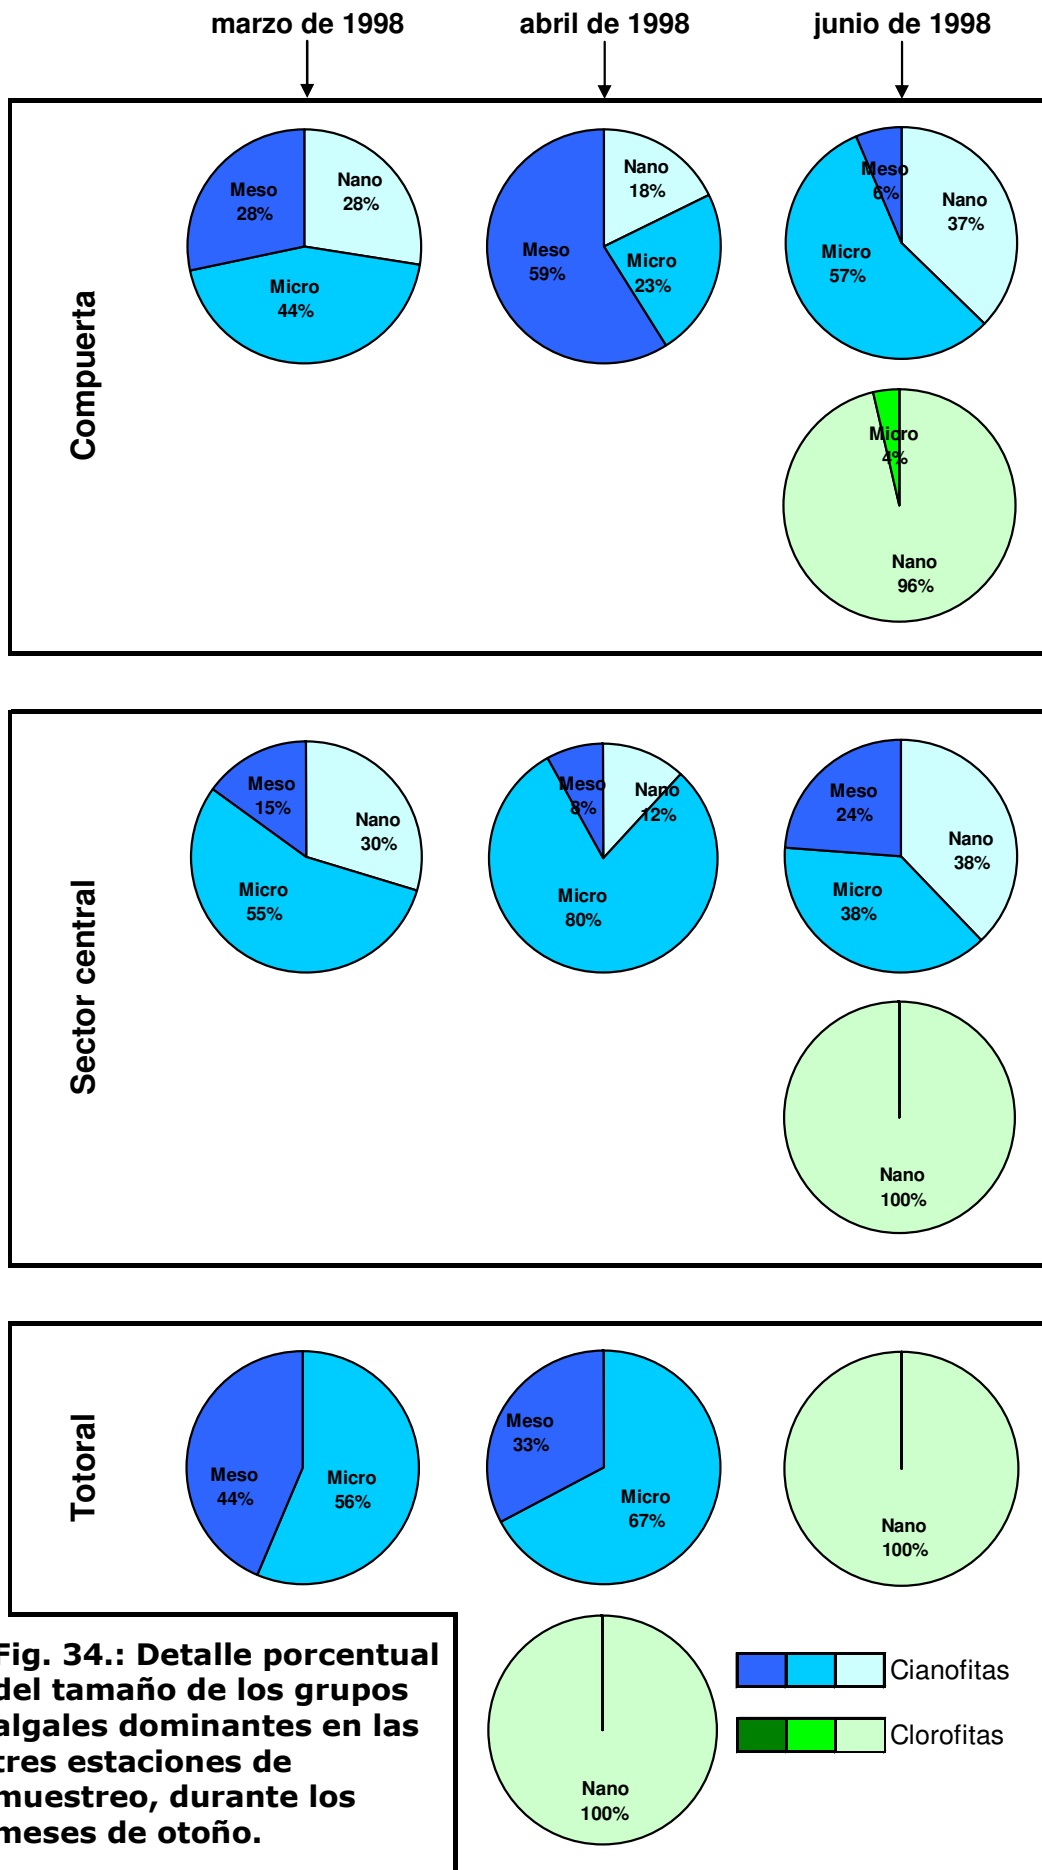 marzo de 1998
abril de 1998
junio de 1998
Compuerta
Meso
28%
Nano
28%
Micro
44%
Nano
18%
Meso
59%
Micro
23%
Meso
6%
Nano
37%
Micro
57%
Micro
4%
Nano
96%
Sector central
Meso
15%
Nano
30%
Micro
55%
Meso
8%
Nano
12%
Micro
80%
Meso
24%
Nano
38%
Micro
38%
Nano
100%
Totoral
Meso
44%
Micro
56%
Meso
33%
Micro
67%
Nano
100%
Nano
100%
Cianofitas
Clorofitas
Fig. 34.: Detalle porcentual
del tamaño de los grupos
algales dominantes en las
tres estaciones de
muestreo, durante los
meses de otoño.